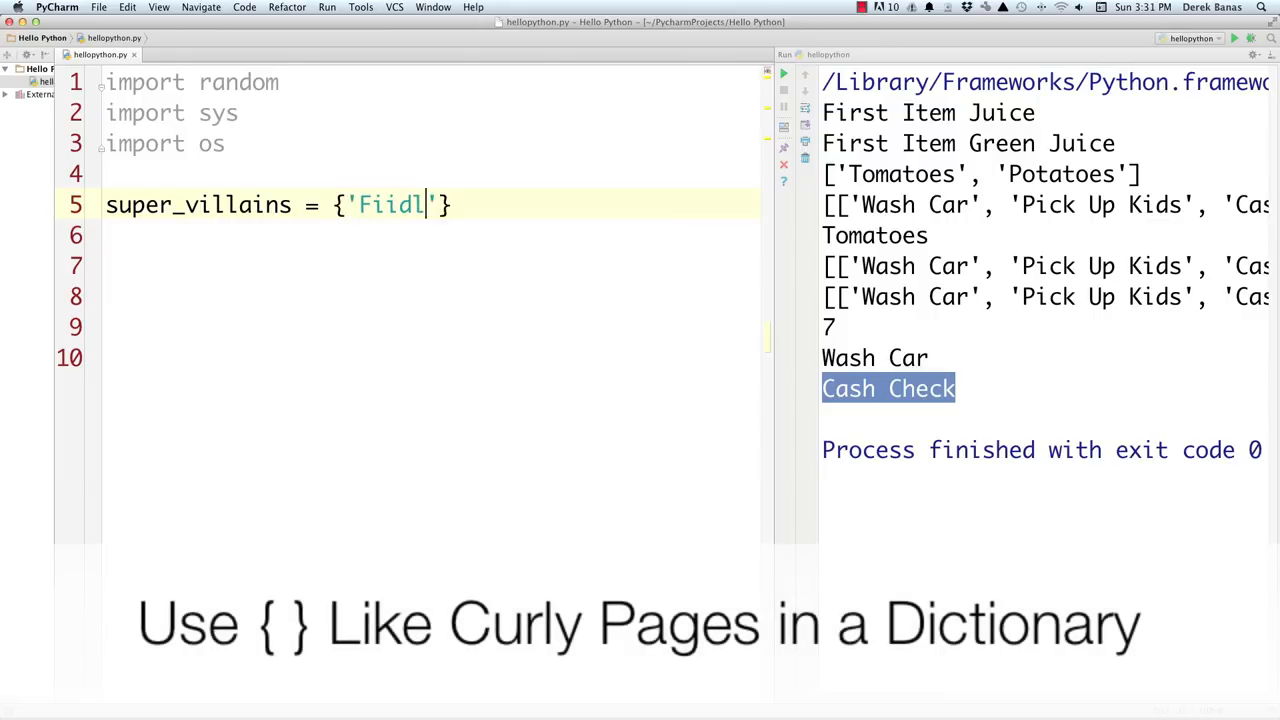 PyCharm File Edit View Navigate Code Refactor Run Tools VCS Window Help
10
Sun 3:31 PM Derek Banas
hellopython.py – Hello Python – [~/PycharmProjects/Hello Python]
Hello Python hellopython.py
hellopython
hellopython.py
Run hellopython
Hello P
hell
Extern
1 import random
2 import sys
3 import os
4
5 super_villains = {'Fiidl'}
6
7
8
9
10
/Library/Frameworks/Python.framewo
First Item Juice
First Item Green Juice
['Tomatoes', 'Potatoes']
[['Wash Car', 'Pick Up Kids', 'Cas
Tomatoes
[['Wash Car', 'Pick Up Kids', 'Cas
[['Wash Car', 'Pick Up Kids', 'Cas
7
Wash Car
Cash Check
Process finished with exit code 0
Use { } Like Curly Pages in a Dictionary